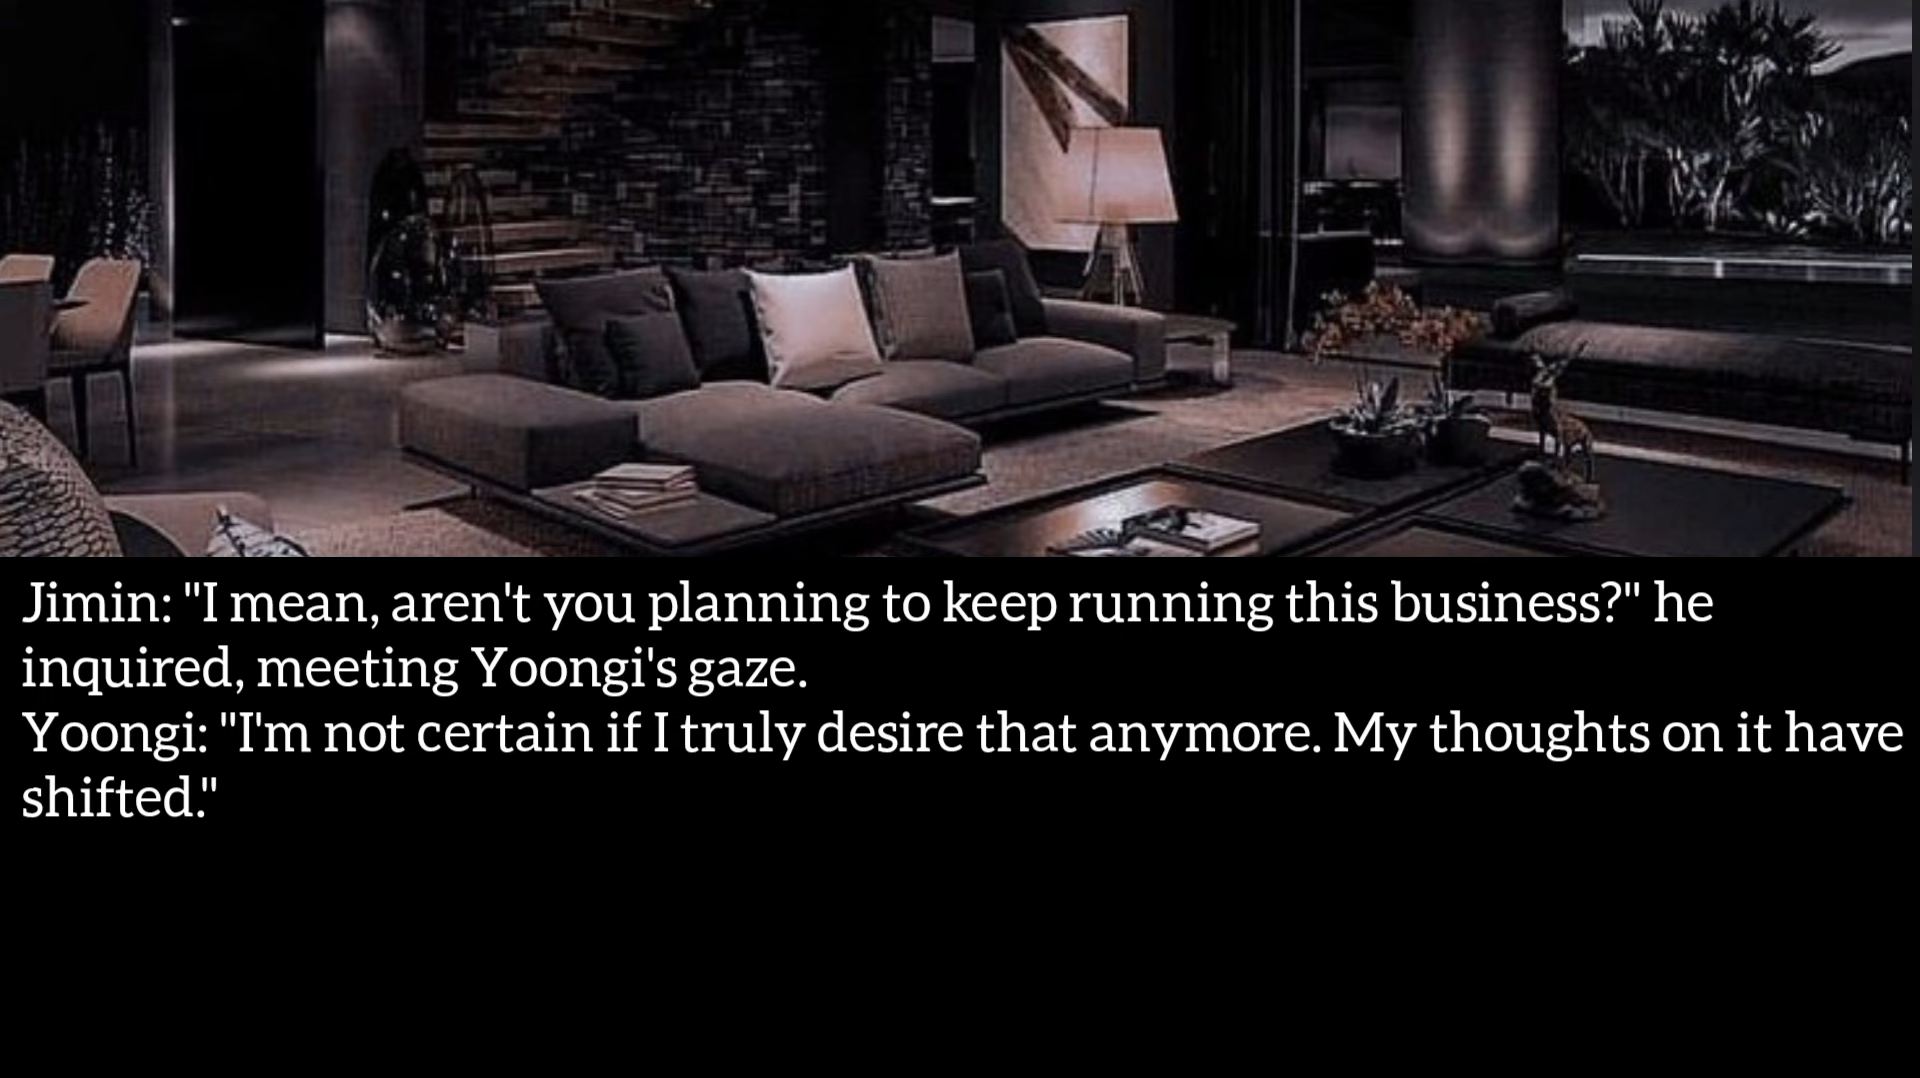 Jimin: "I mean, aren't you planning to keep running this business?" he
inquired, meeting Yoongi's gaze.
Yoongi: "I'm not certain if I truly desire that anymore. My thoughts on it have
shifted."